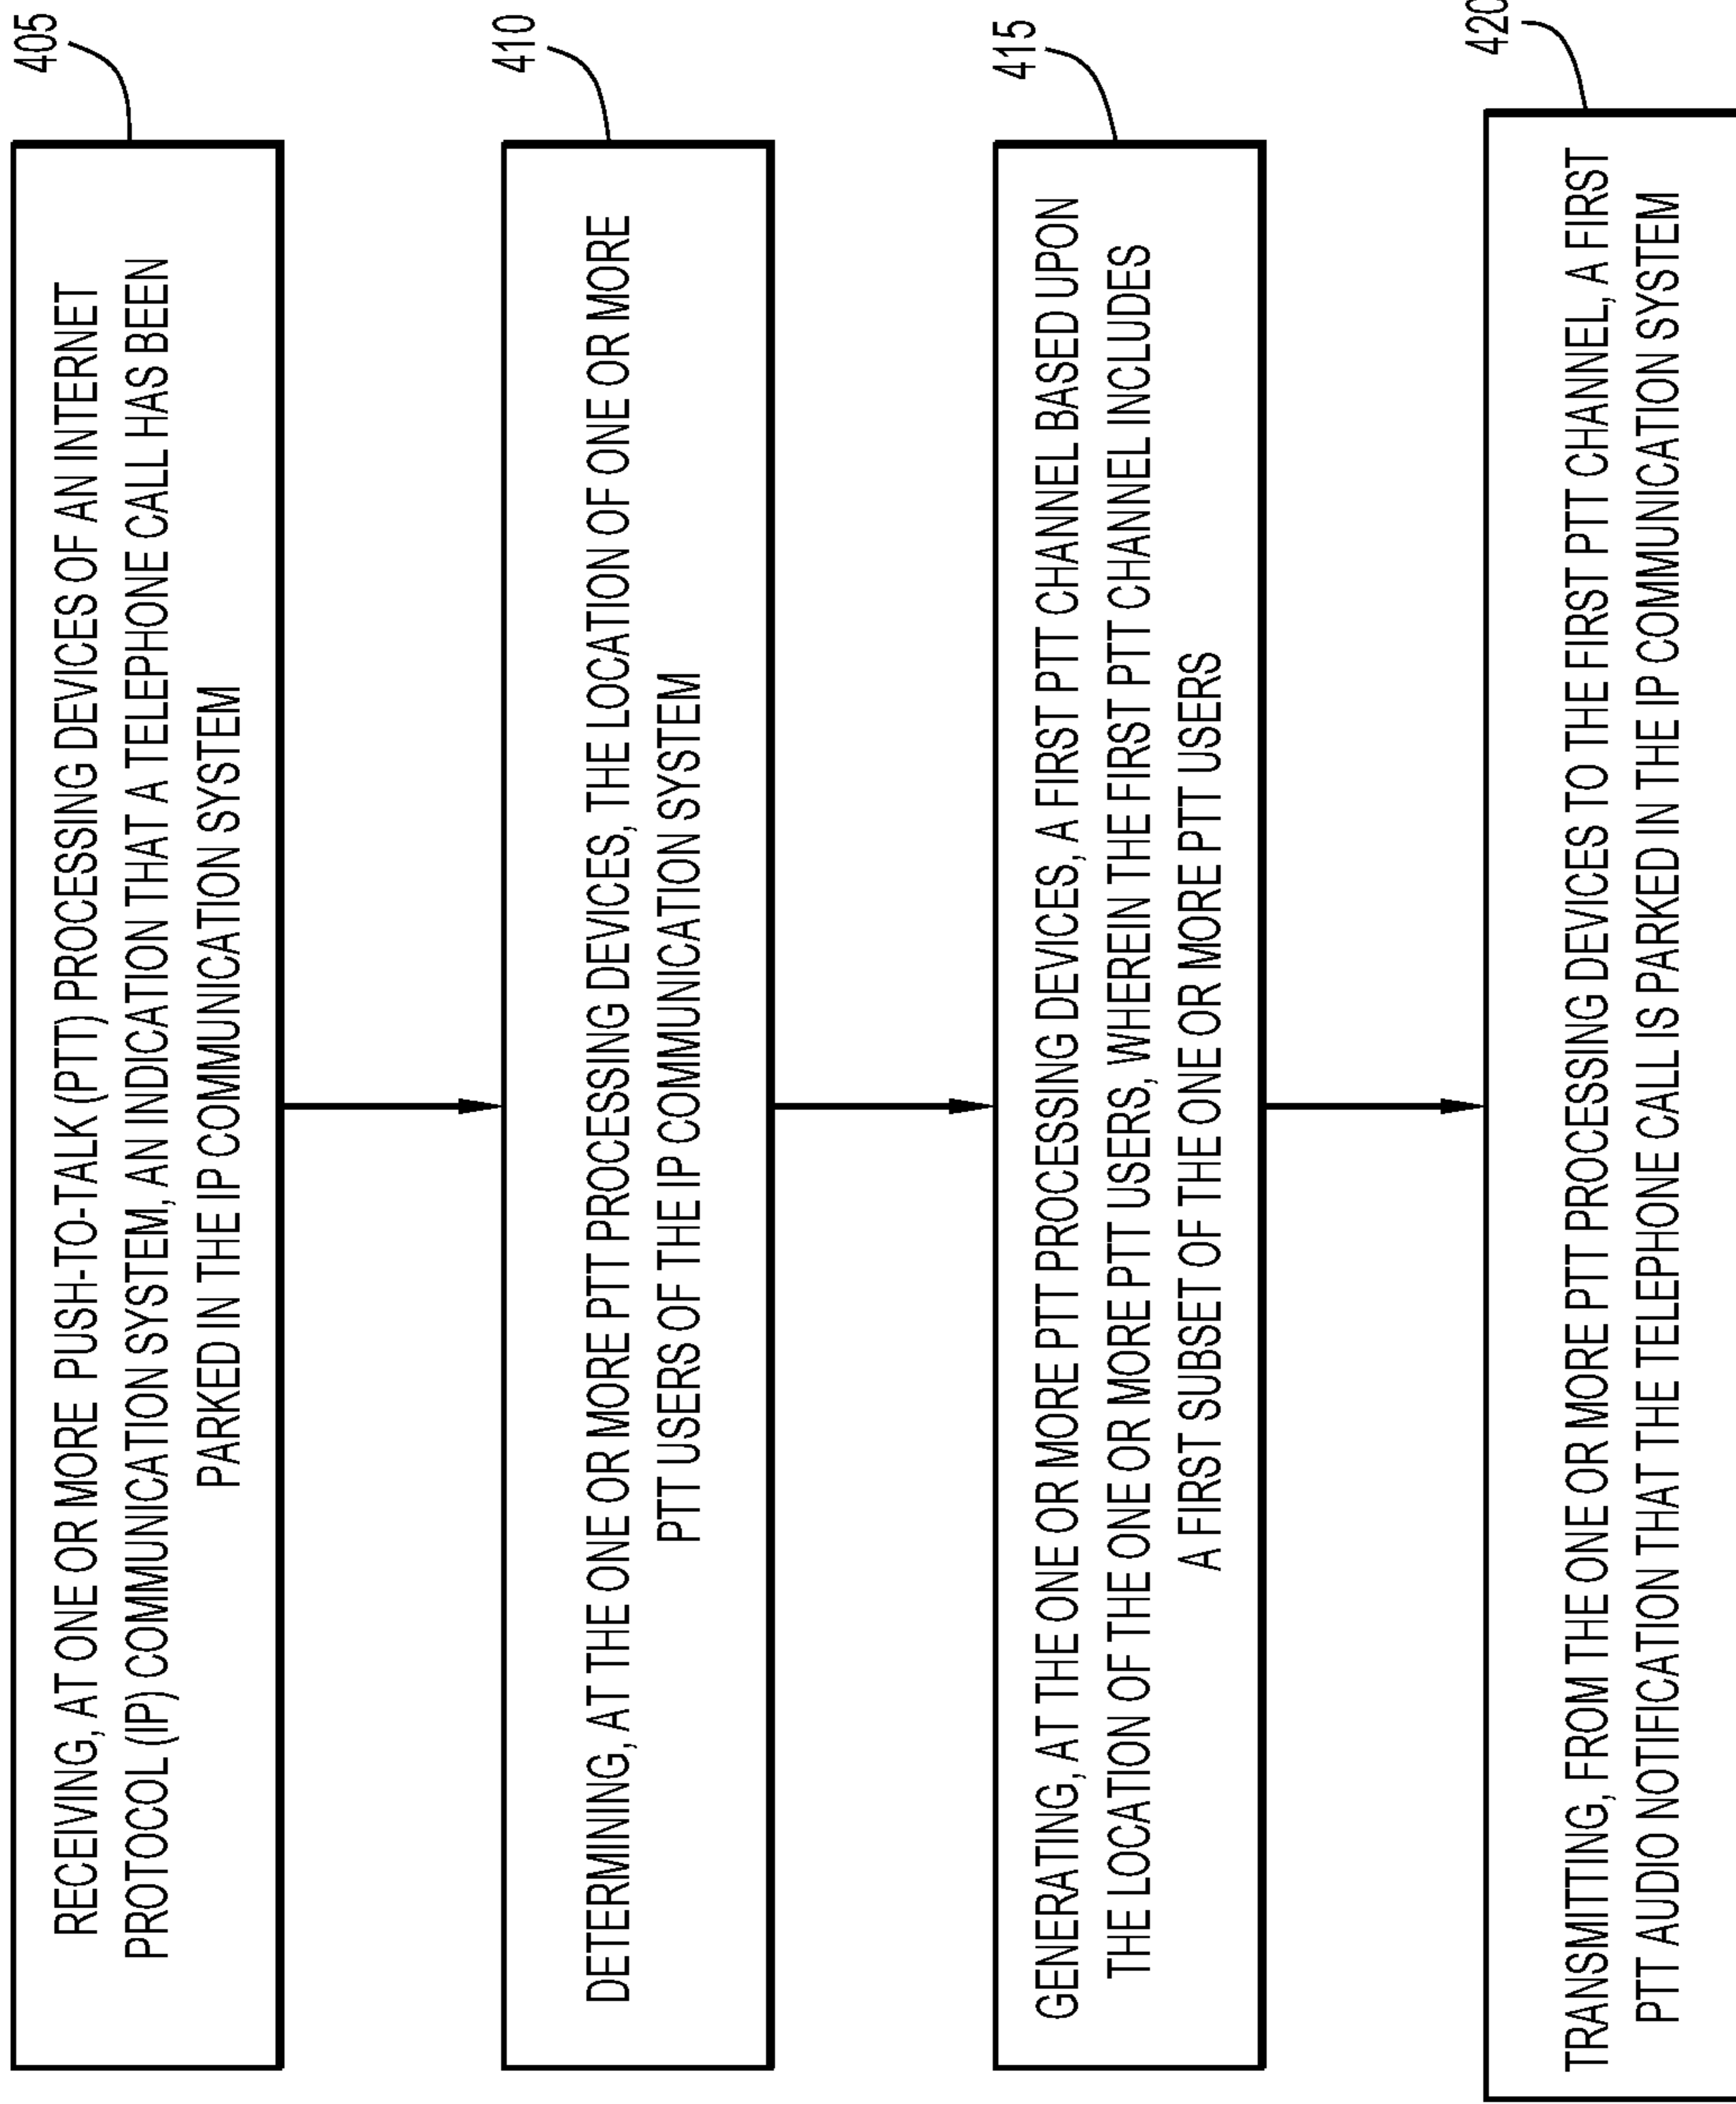 405
RECEIVING, AT ONE OR MORE PUSH-TO-TALK (PTT) PROCESSING DEVICES OF AN INTERNET
PROTOCOL (IP) COMMUNICATION SYSTEM, AN INDICATION THAT A TELEPHONE CALL HAS BEEN
PARKED IN THE IP COMMUNICATION SYSTEM
410
DETERMINING, AT THE ONE OR MORE PTT PROCESSING DEVICES, THE LOCATION OF ONE OR MORE
PTT USERS OF THE IP COMMUNICATION SYSTEM
415
GENERATING, AT THE ONE OR MORE PTT PROCESSING DEVICES, A FIRST PTT CHANNEL BASED UPON
THE LOCATION OF THE ONE OR MORE PTT USERS, WHEREIN THE FIRST PTT CHANNEL INCLUDES
A FIRST SUBSET OF THE ONE OR MORE PTT USERS
420
TRANSMITTING, FROM THE ONE OR MORE PTT PROCESSING DEVICES TO THE FIRST PTT CHANNEL, A FIRST
PTT AUDIO NOTIFICATION THAT THE TELEPHONE CALL IS PARKED IN THE IP COMMUNICATION SYSTEM